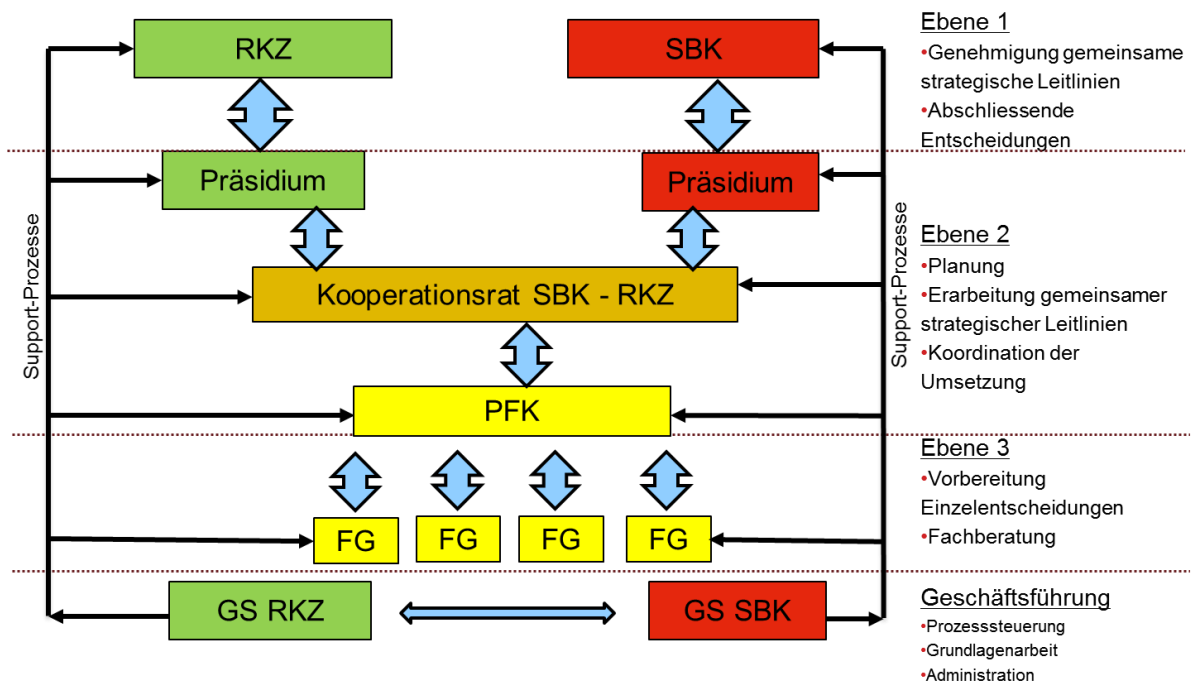 RKZ
SBK
Präsidium
Präsidium
Kooperationsrat SBK - RKZ
PFK
FG
FG
FG
FG
GS RKZ
GS SBK
Support-Prozesse
Support-Prozesse
Ebene 1
•Genehmigung gemeinsame
strategische Leitlinien
•Abschliessende
Entscheidungen
Ebene 2
•Planung
•Erarbeitung gemeinsamer
strategischer Leitlinien
•Koordination der
Umsetzung
Ebene 3
•Vorbereitung
Einzelentscheidungen
•Fachberatung
Geschäftsführung
•Prozesssteuerung
•Grundlagenarbeit
•Administration